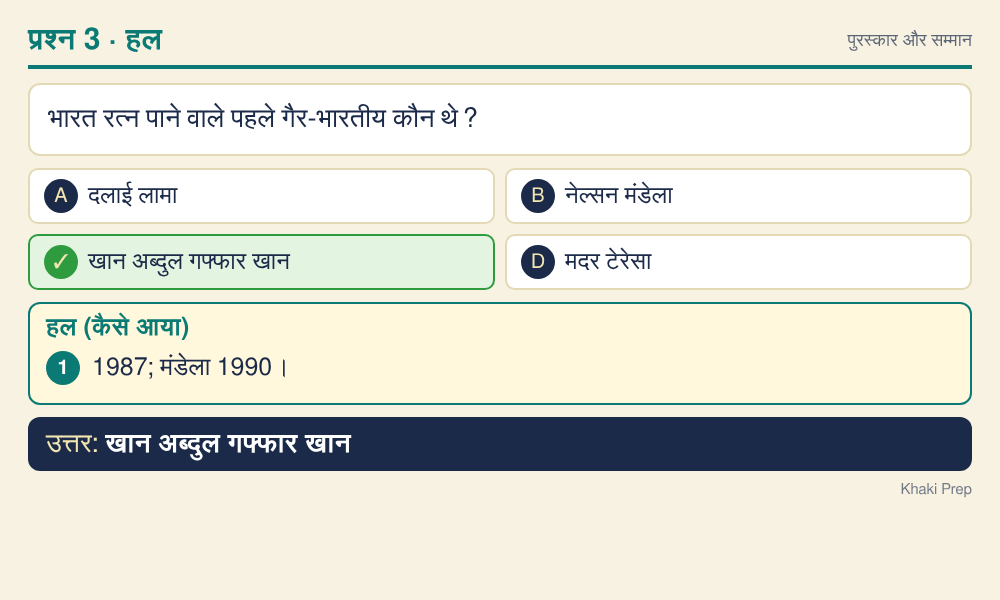 प्रश्न 3 · हल
पुरस्कार और सम्मान
भारत रत्न पाने वाले पहले गैर-भारतीय कौन थे ?
A दलाई लामा
B नेल्सन मंडेला
✓ खान अब्दुल गफ्फार खान
D मदर टेरेसा
हल (कैसे आया)
1 1987; मंडेला 1990 ।
उत्तर: खान अब्दुल गफ्फार खान
Khaki Prep